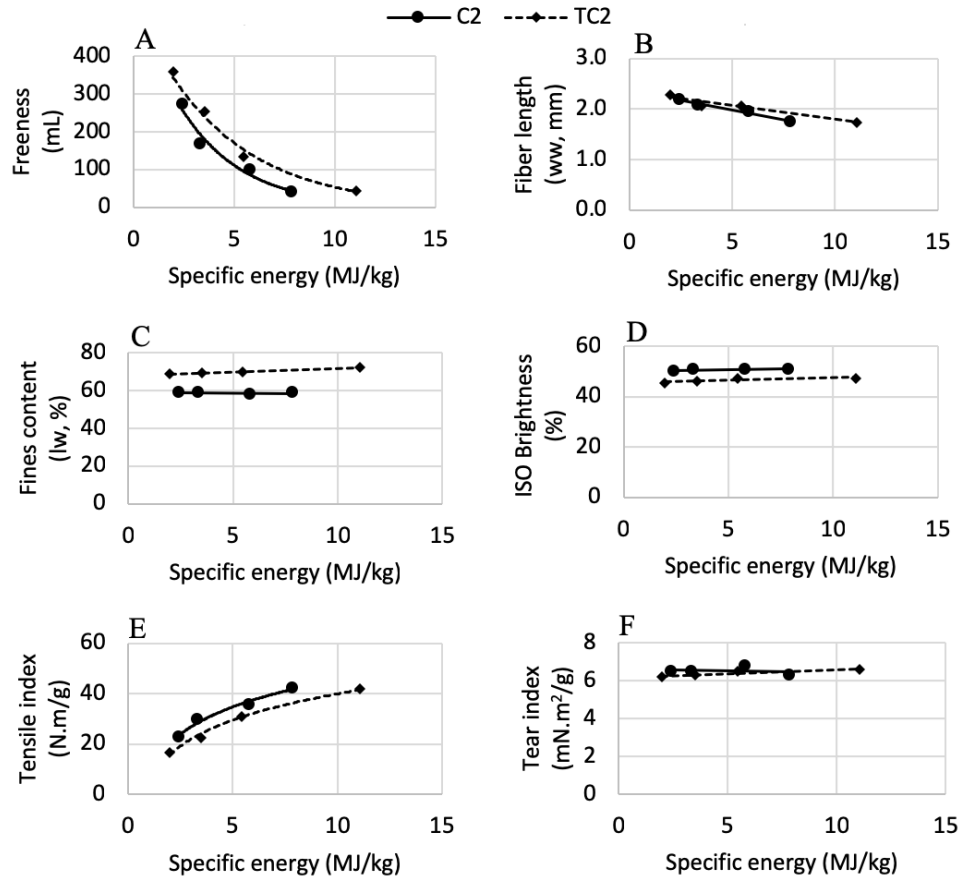 C2 TC2
A
400
300
200
100
0
Freeness
(mL)
0 5 10 15
Specific energy (MJ/kg)
B
3.0
2.0
1.0
0.0
Fiber length
(ww, mm)
0 5 10 15
Specific energy (MJ/kg)
C
80
60
40
20
0
Fines content
(lw, %)
0 5 10 15
Specific energy (MJ/kg)
D
60
40
20
0
ISO Brightness
(%)
0 5 10 15
Specific energy (MJ/kg)
E
60
40
20
0
Tensile index
(N.m/g)
0 5 10 15
Specific energy (MJ/kg)
F
8
6
4
2
0
Tear index
(mN.m²/g)
0 5 10 15
Specific energy (MJ/kg)